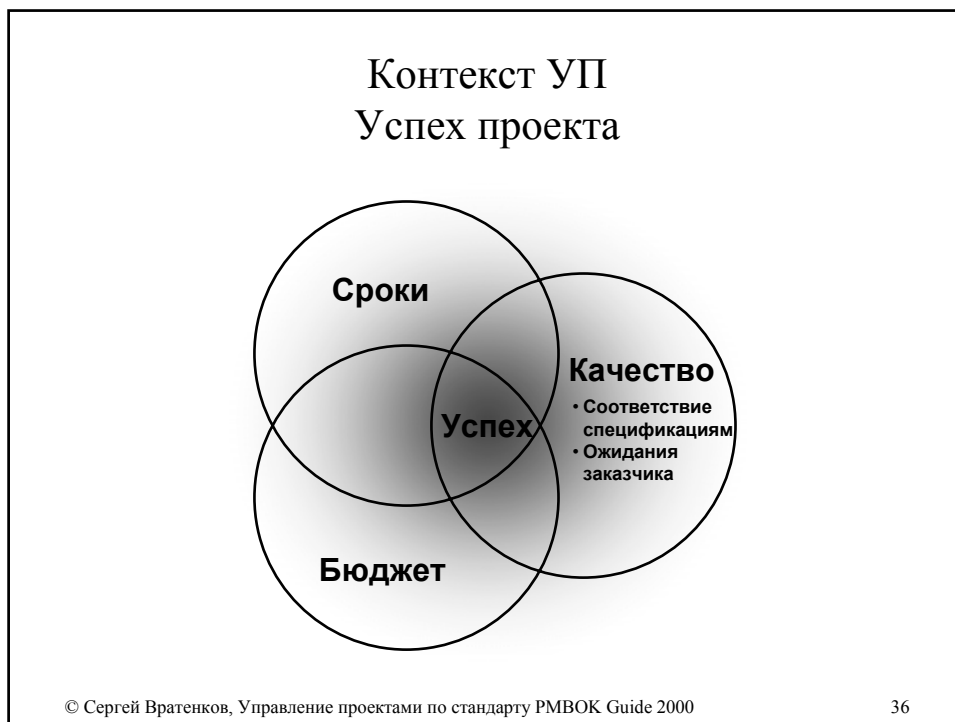 Контекст УП
Успех проекта
Сроки
Качество
• Соответствие
спецификациям
• Ожидания
заказчика
Успех
Бюджет
© Сергей Вратенков, Управление проектами по стандарту PMBOK Guide 2000 36